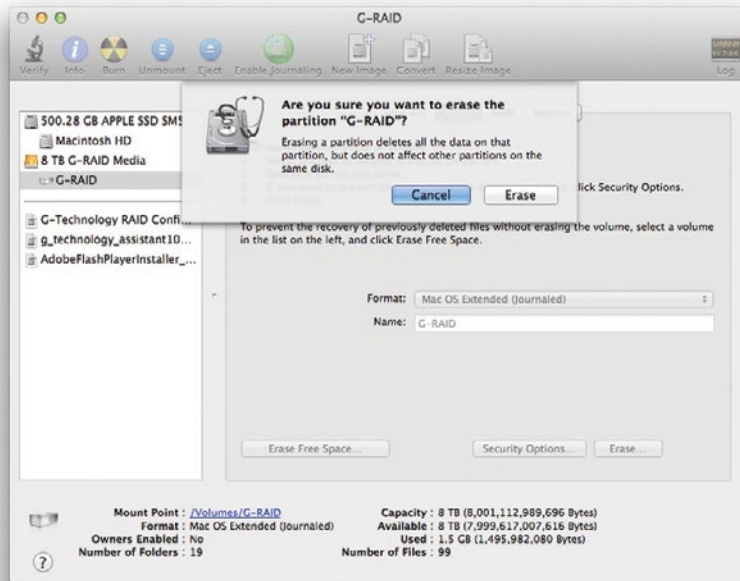 G-RAID
Verify Info Burn Unmount Eject Enable Journaling New Image Convert Resize Image Log
500.28 GB APPLE SSD SMS
Macintosh HD
8 TB G-RAID Media
G-RAID
G-Technology RAID Confi...
g_technology_assistant10...
AdobeFlashPlayerInstaller_...
Are you sure you want to erase the
partition “G-RAID”?
Erasing a partition deletes all the data on that
partition, but does not affect other partitions on the
same disk.
Cancel Erase
lick Security Options.
To prevent the recovery of previously deleted files without erasing the volume, select a volume
in the list on the left, and click Erase Free Space.
Format: Mac OS Extended (Journaled)
Name: G-RAID
Erase Free Space... Security Options... Erase...
Mount Point : /Volumes/G-RAID
Format : Mac OS Extended (Journaled)
Owners Enabled : No
Number of Folders : 19
Capacity : 8 TB (8,001,112,989,696 Bytes)
Available : 8 TB (7,999,617,007,616 Bytes)
Used : 1.5 GB (1,495,982,080 Bytes)
Number of Files : 99
?